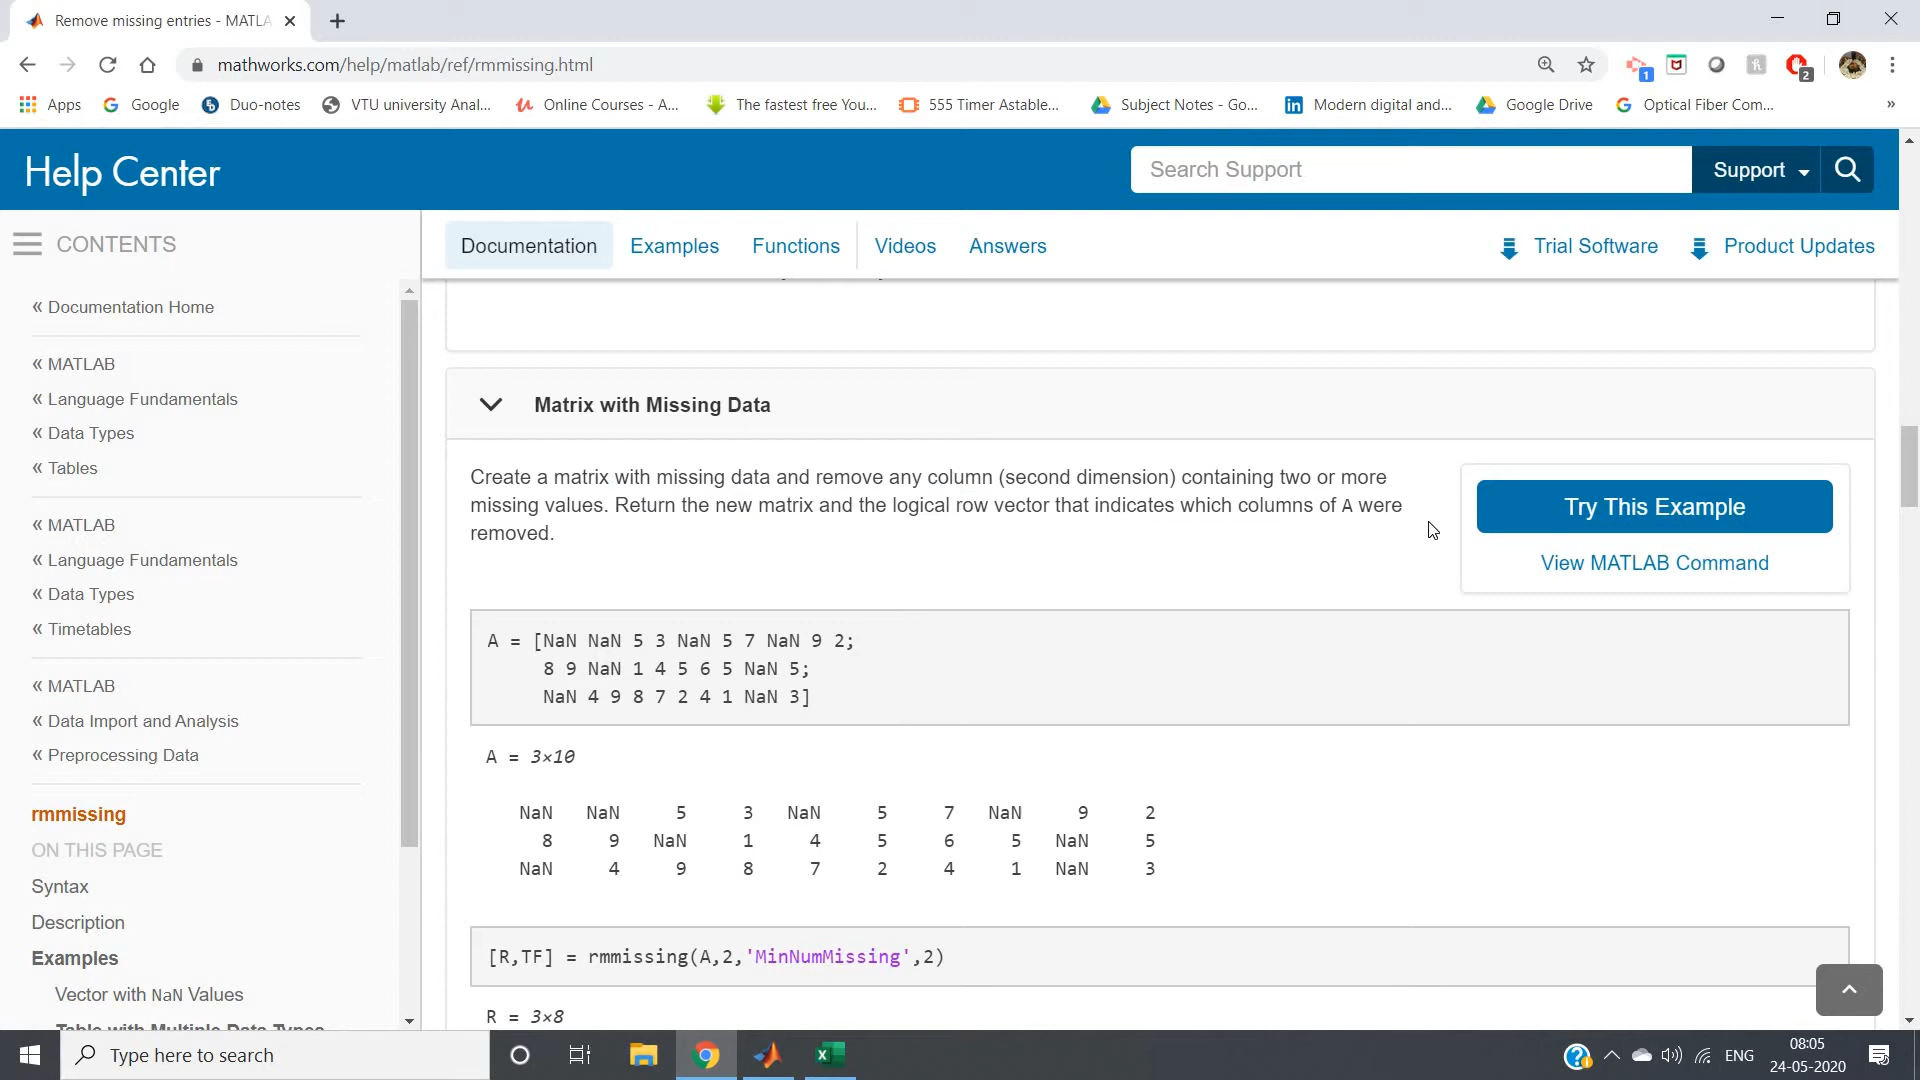 Remove missing entries - MATLA
mathworks.com/help/matlab/ref/rmmissing.html
1
2
Apps
Google
Duo-notes
VTU university Anal...
Online Courses - A...
The fastest free You...
555 Timer Astable...
Subject Notes - Go...
Modern digital and...
Google Drive
Optical Fiber Com...
»
Help Center
Search Support
Support
CONTENTS
Documentation
Examples
Functions
Videos
Answers
Trial Software
Product Updates
« Documentation Home
« MATLAB
« Language Fundamentals
« Data Types
« Tables
« MATLAB
« Language Fundamentals
« Data Types
« Timetables
« MATLAB
« Data Import and Analysis
« Preprocessing Data
rmmissing
ON THIS PAGE
Syntax
Description
Examples
Vector with NaN Values
Table with Multiple Data Types
Matrix with Missing Data
Create a matrix with missing data and remove any column (second dimension) containing two or more
missing values. Return the new matrix and the logical row vector that indicates which columns of A were
removed.
Try This Example
View MATLAB Command
A = [NaN NaN 5 3 NaN 5 7 NaN 9 2;
8 9 NaN 1 4 5 6 5 NaN 5;
NaN 4 9 8 7 2 4 1 NaN 3]
A = 3×10
NaN NaN 5 3 NaN 5 7 NaN 9 2
8 9 NaN 1 4 5 6 5 NaN 5
NaN 4 9 8 7 2 4 1 NaN 3
[R,TF] = rmmissing(A,2,'MinNumMissing',2)
R = 3×8
Type here to search
ENG
08:05
24-05-2020